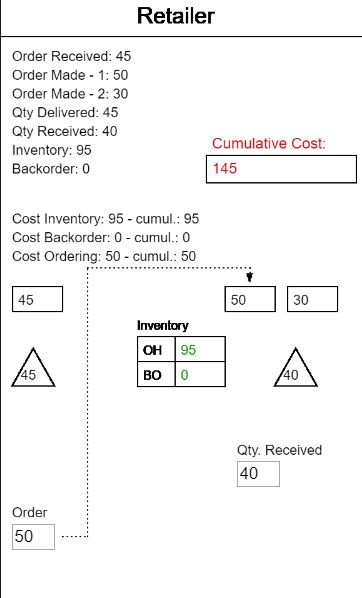 Retailer
Order Received: 45
Order Made - 1: 50
Order Made - 2: 30
Qty Delivered: 45
Qty Received: 40
Inventory: 95
Backorder: 0
Cumulative Cost:
145
Cost Inventory: 95 - cumul.: 95
Cost Backorder: 0 - cumul.: 0
Cost Ordering: 50 - cumul.: 50
45
50
30
Inventory
OH 95
BO 0
45
40
Qty. Received
40
Order
50